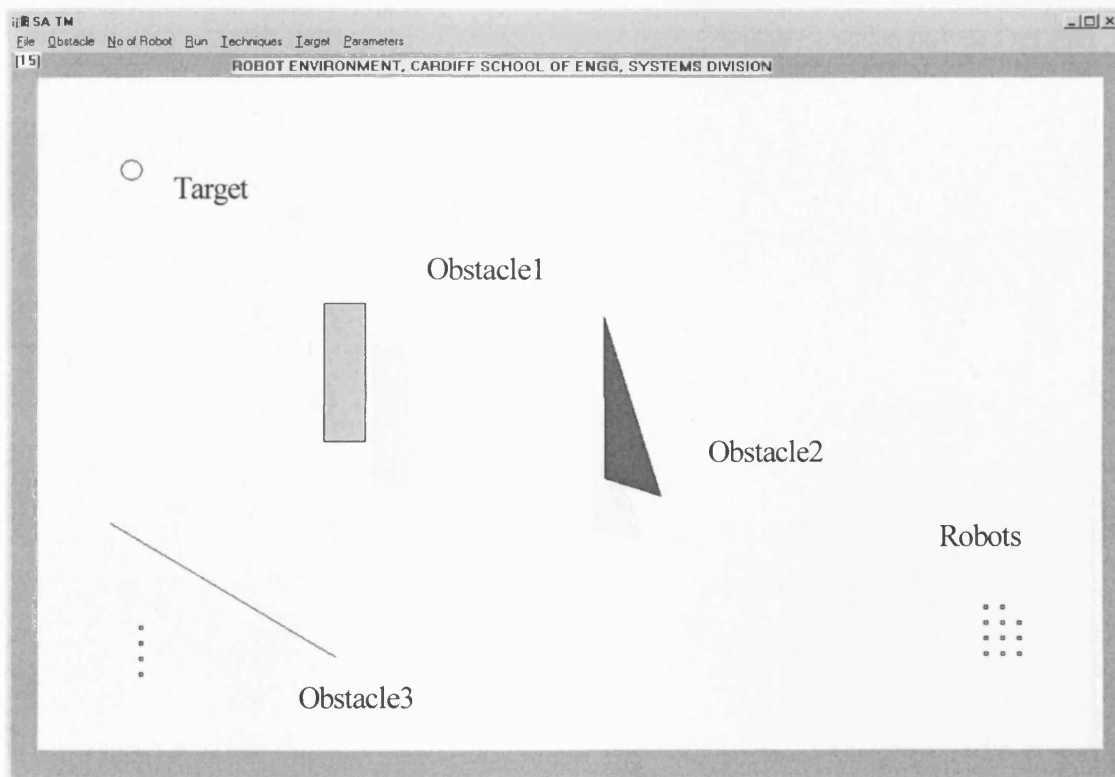 SA TM
File Obstacle No of Robot Run Techniques Target Parameters
[15]
ROBOT ENVIRONMENT, CARDIFF SCHOOL OF ENGG, SYSTEMS DIVISION
Target
Obstacle1
Obstacle2
Robots
Obstacle3